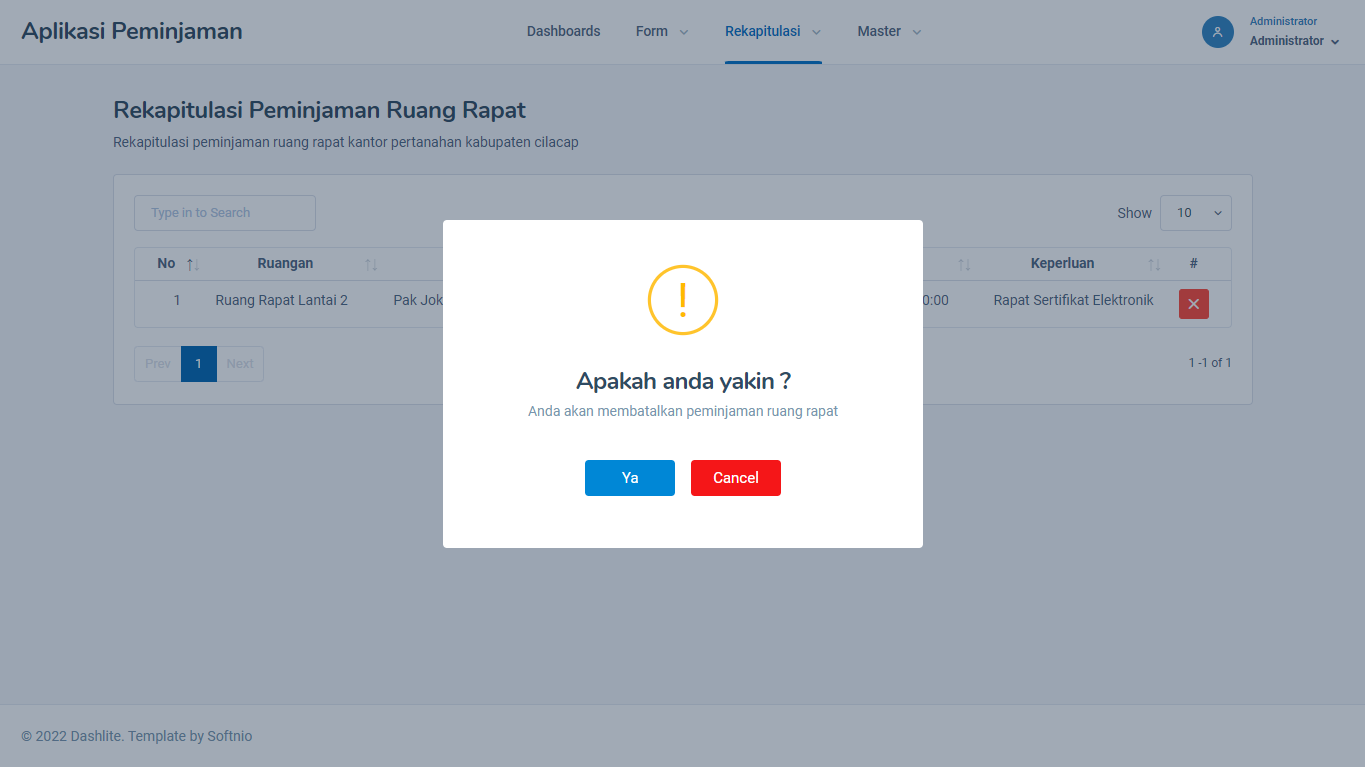 Aplikasi Peminjaman
Dashboards Form Rekapitulasi Master
Administrator
Administrator
Rekapitulasi Peminjaman Ruang Rapat
Rekapitulasi peminjaman ruang rapat kantor pertanahan kabupaten cilacap
Type in to Search
Show 10
No Ruangan Keperluan #
1 Ruang Rapat Lantai 2 Pak Jok 0:00 Rapat Sertifikat Elektronik
Prev 1 Next
1 -1 of 1
!
Apakah anda yakin ?
Anda akan membatalkan peminjaman ruang rapat
Ya Cancel
© 2022 Dashlite. Template by Softnio